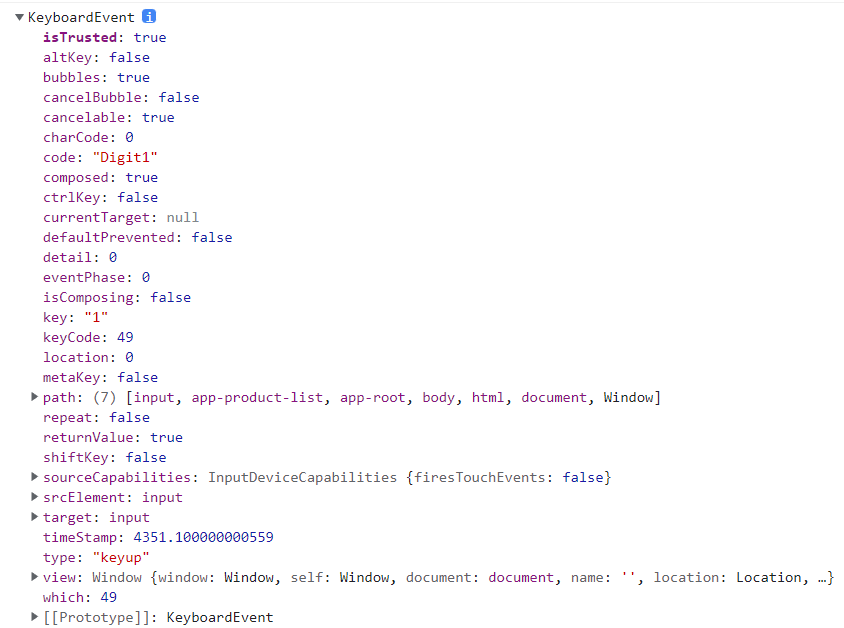 ▼KeyboardEvent i
isTrusted: true
altKey: false
bubbles: true
cancelBubble: false
cancelable: true
charCode: 0
code: "Digit1"
composed: true
ctrlKey: false
currentTarget: null
defaultPrevented: false
detail: 0
eventPhase: 0
isComposing: false
key: "1"
keyCode: 49
location: 0
metaKey: false
▶path: (7) [input, app-product-list, app-root, body, html, document, Window]
repeat: false
returnValue: true
shiftKey: false
▶sourceCapabilities: InputDeviceCapabilities {firesTouchEvents: false}
▶srcElement: input
▶target: input
timeStamp: 4351.100000000559
type: "keyup"
▶view: Window {window: Window, self: Window, document: document, name: '', location: Location, …}
which: 49
▶[[Prototype]]: KeyboardEvent